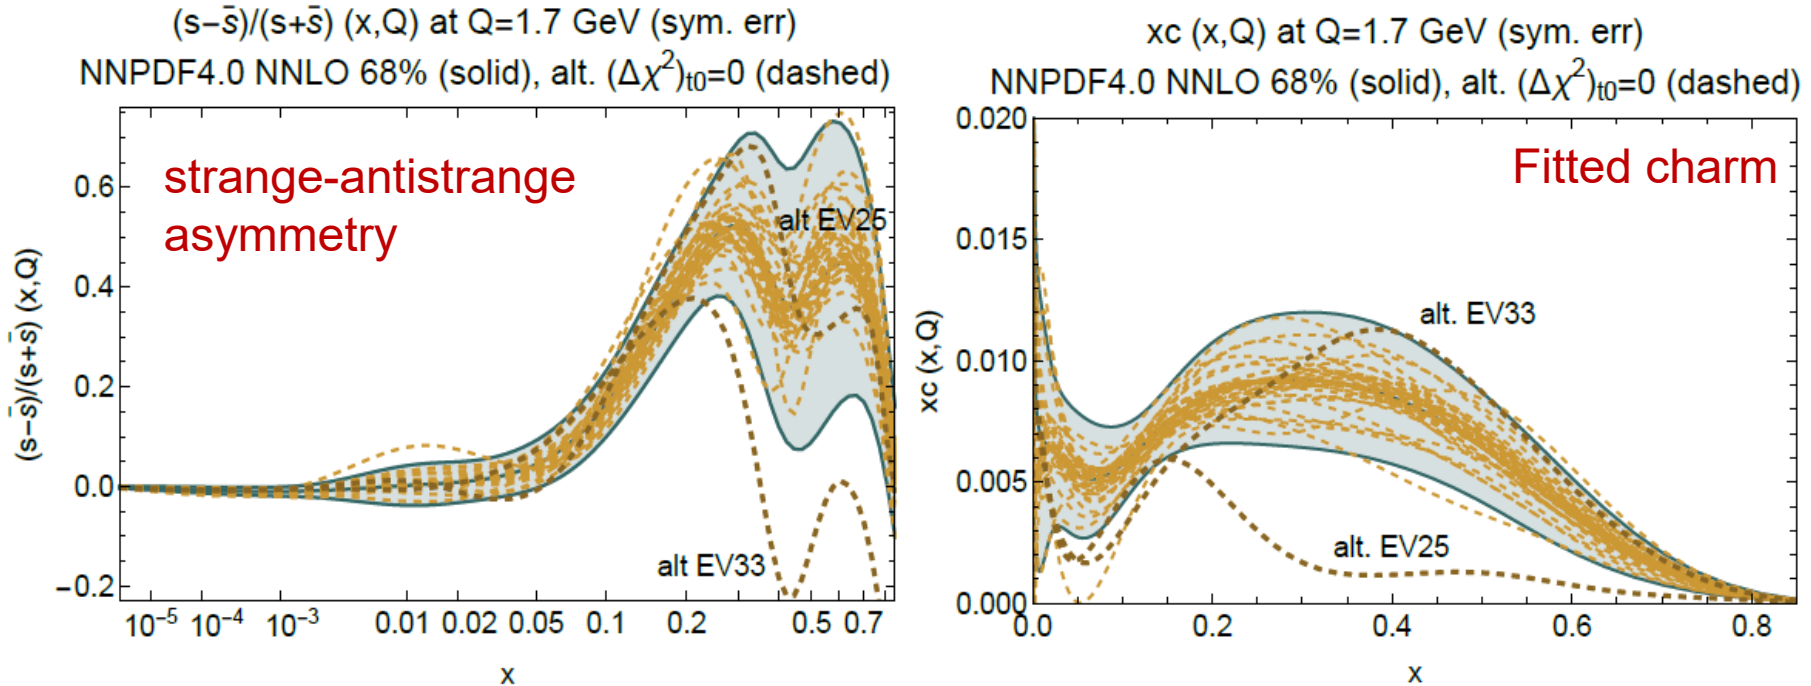 (s−s̄)/(s+s̄) (x,Q) at Q=1.7 GeV (sym. err)
NNPDF4.0 NNLO 68% (solid), alt. (Δχ²)t0=0 (dashed)
strange-antistrange
asymmetry
alt EV25
alt EV33
(s−s̄)/(s+s̄) (x,Q)
0.6
0.4
0.2
0.0
−0.2
10⁻⁵ 10⁻⁴ 10⁻³ 0.01 0.02 0.05 0.1 0.2 0.5 0.7
x
xc (x,Q) at Q=1.7 GeV (sym. err)
NNPDF4.0 NNLO 68% (solid), alt. (Δχ²)t0=0 (dashed)
Fitted charm
alt. EV33
alt. EV25
xc (x,Q)
0.020
0.015
0.010
0.005
0.000
0.0 0.2 0.4 0.6 0.8
x